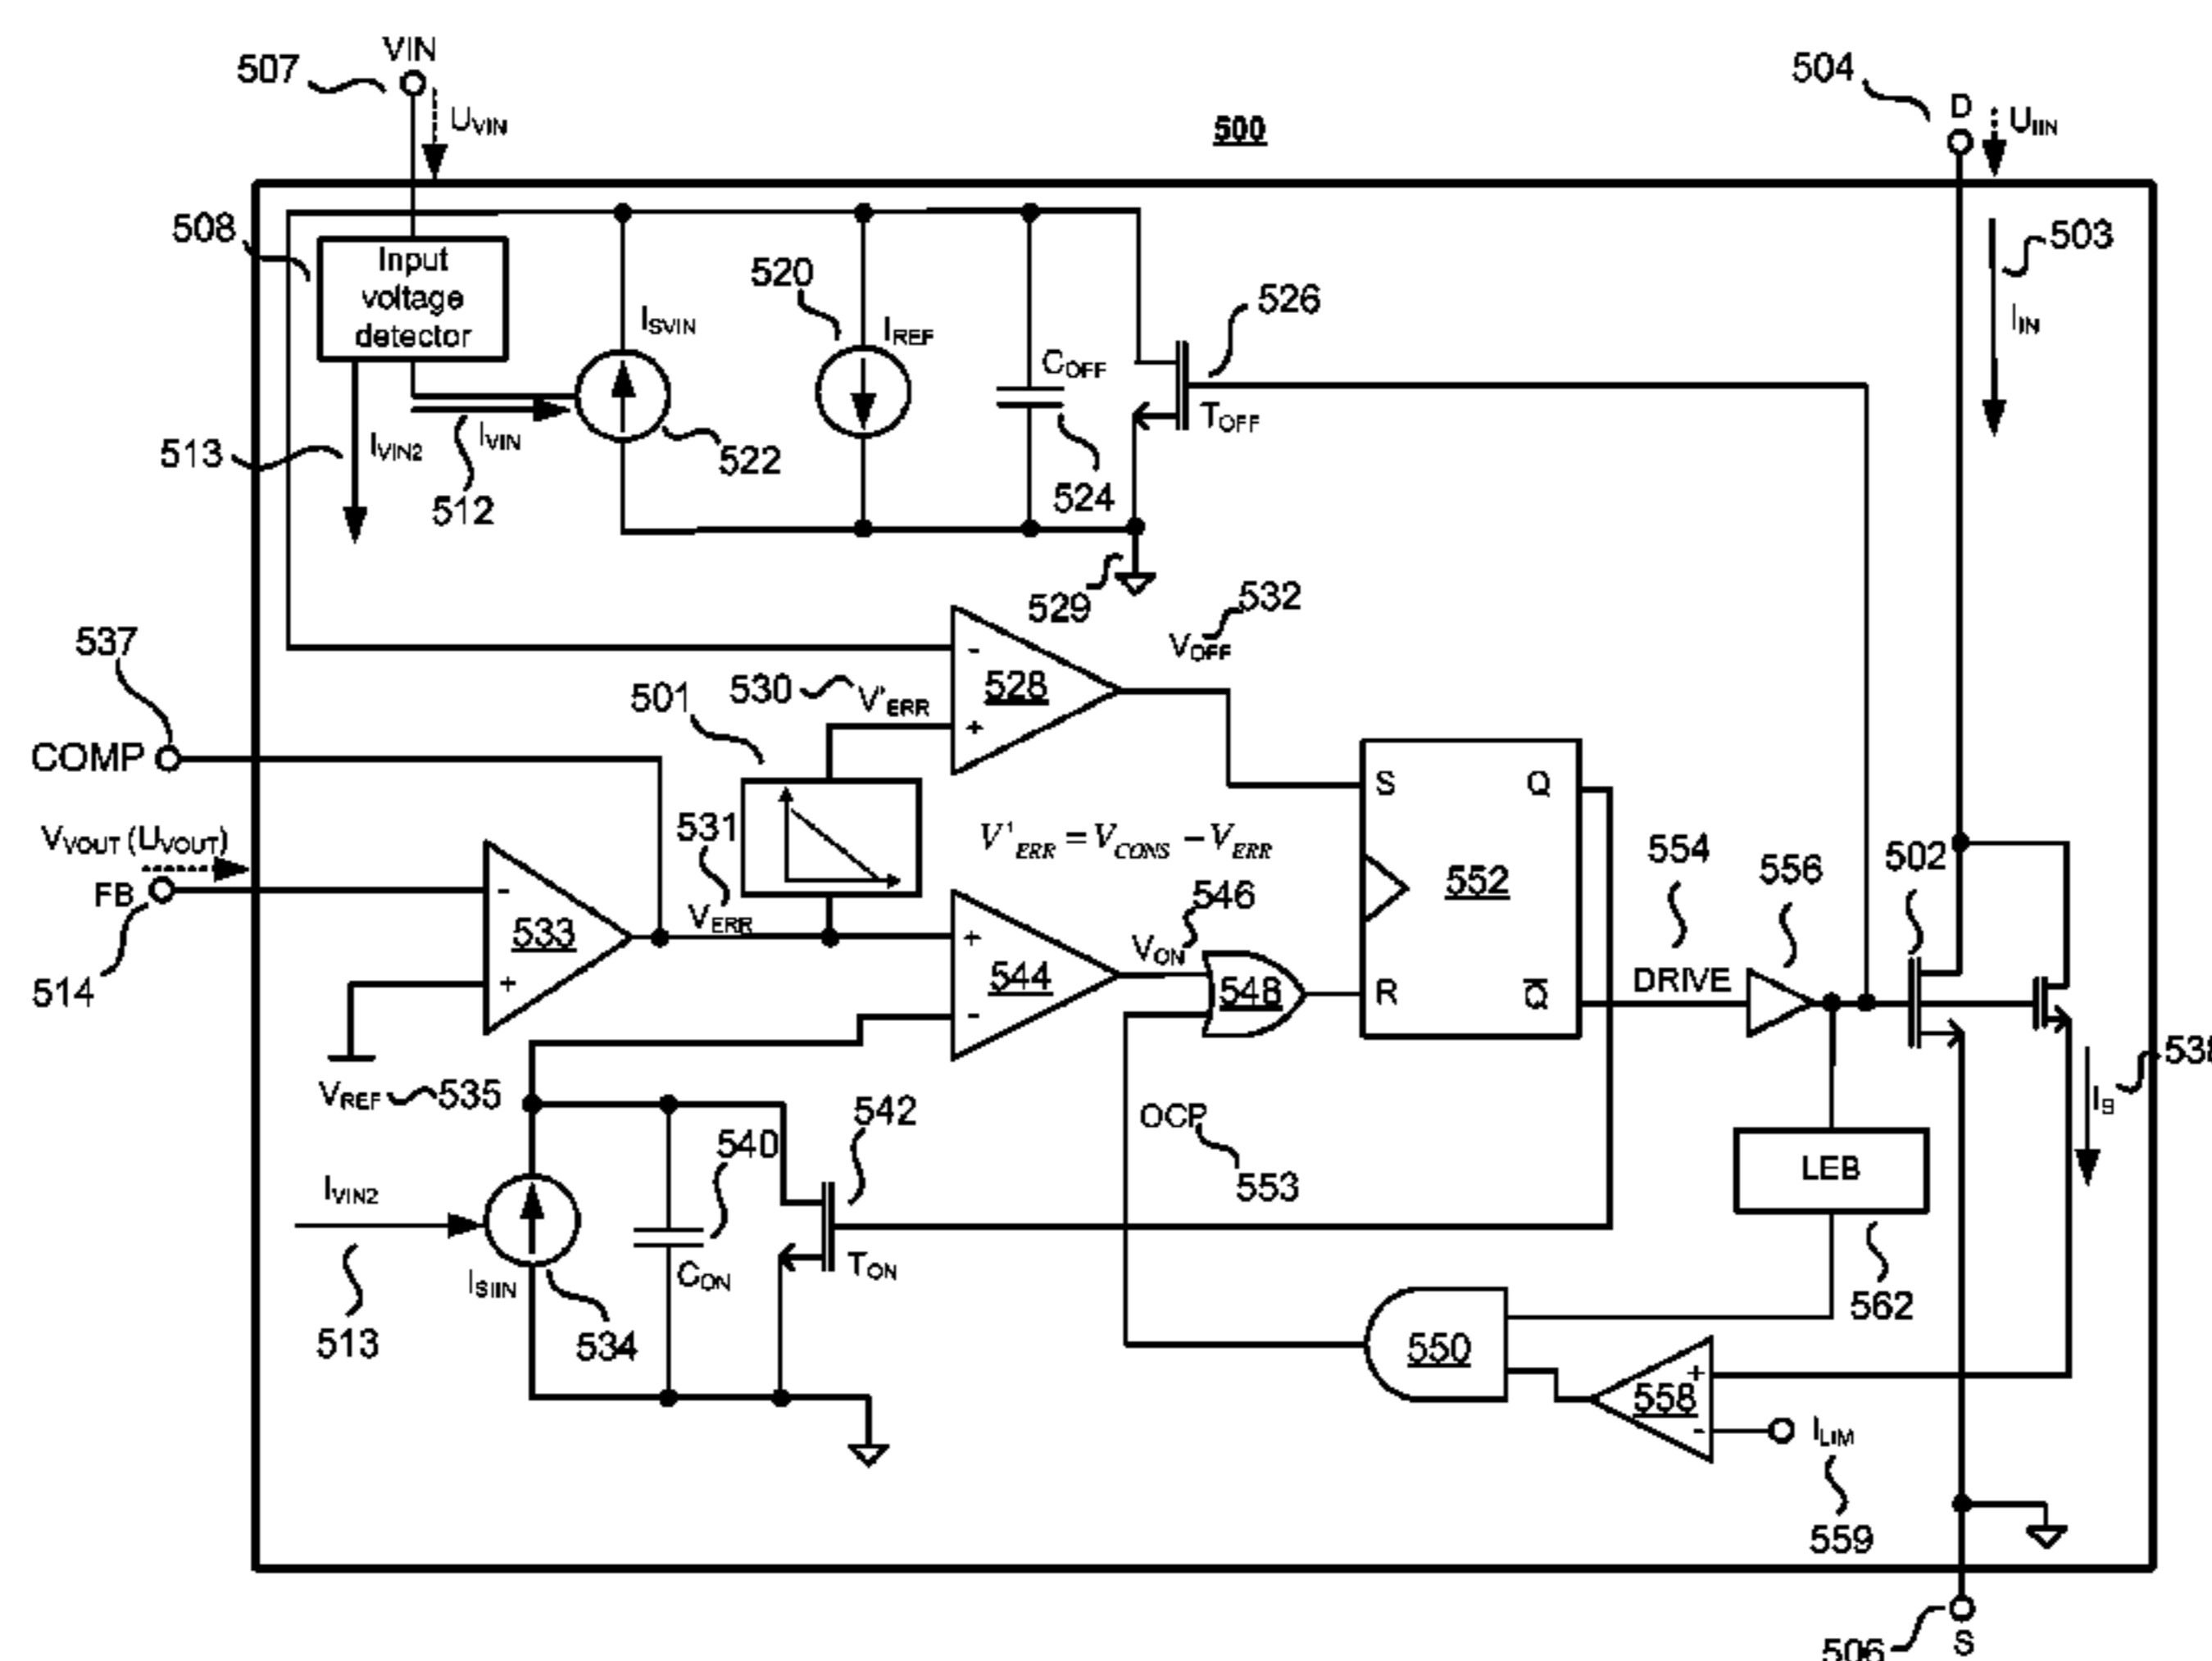 VIN
507
UVIN
500
504
D
UIIN
508
Input
voltage
detector
503
IIN
ISVIN
520
IREF
COFF
526
TOFF
513
IVIN2
IVIN
512
522
524
529
532
VOFF
537
COMP
501
530
V'ERR
-
528
+
VVOUT (UVOUT)
FB
514
531
VERR
V'ERR = VCONS – VERR
-
533
+
VREF
535
+
544
-
546
VON
548
S
Q
552
R
Q̅
554
DRIVE
556
502
538
IS
OCP
553
540
542
LEB
562
IVIN2
513
ISIIN
534
CON
TON
550
+
558
-
ILIM
559
506
S